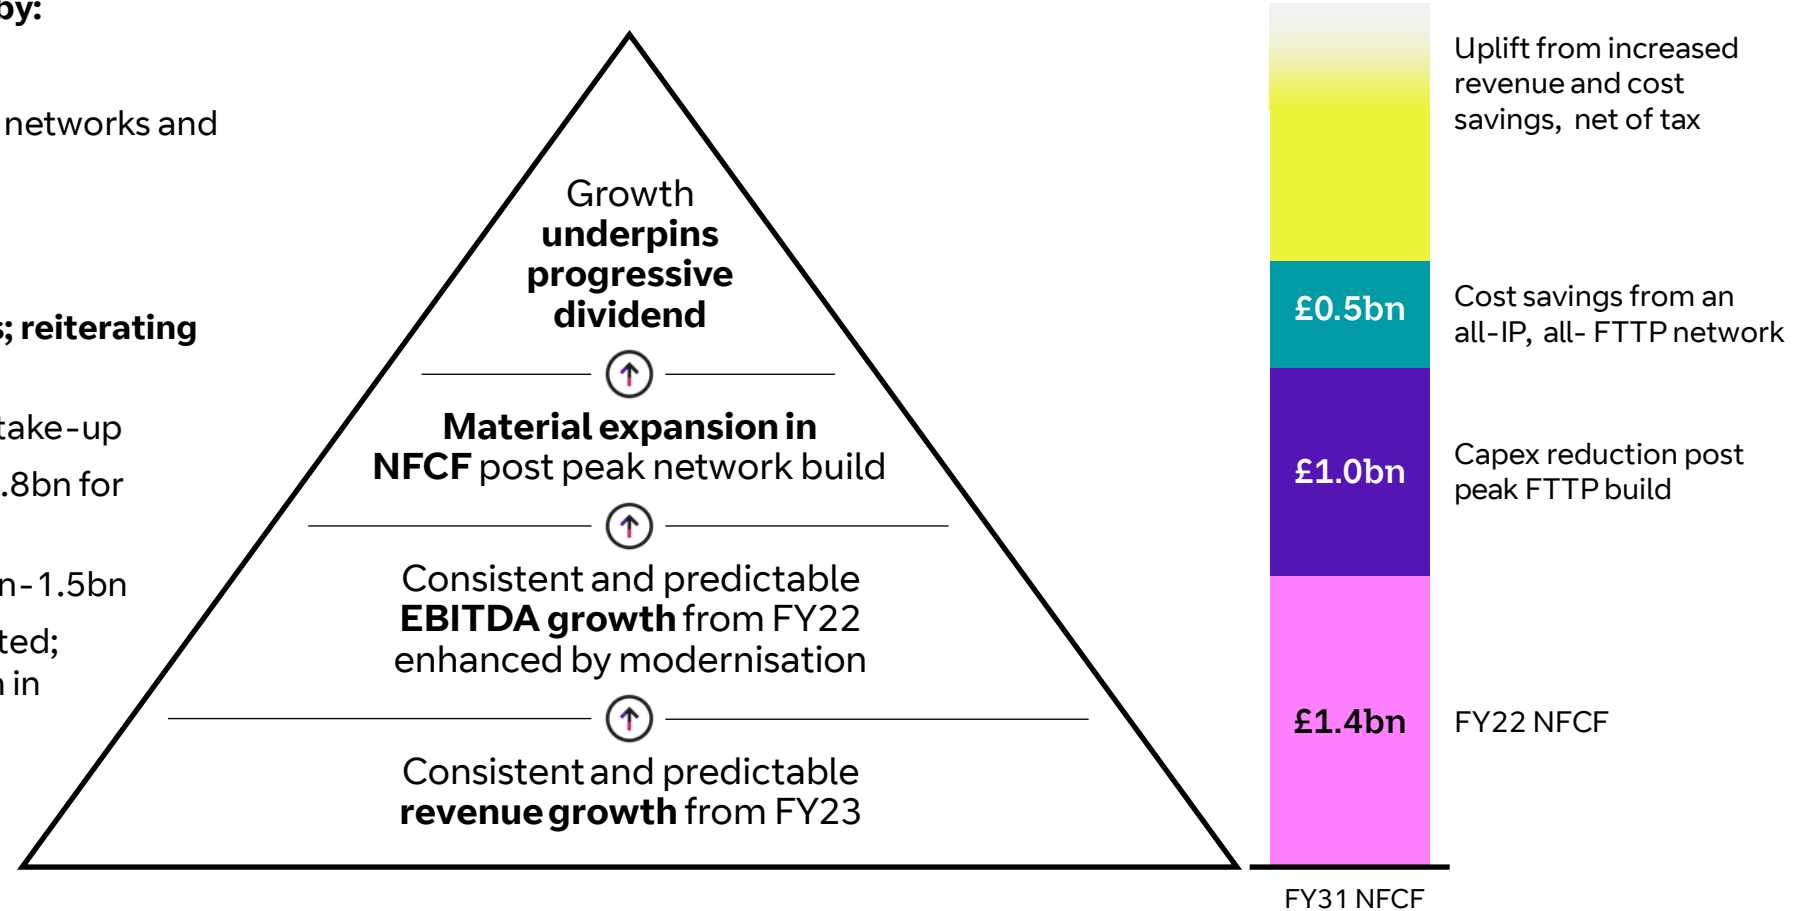 by:
networks and
s; reiterating
take-up
.8bn for
n-1.5bn
ted;
n in
Growth
underpins
progressive
dividend
Material expansion in
NFCF post peak network build
Consistent and predictable
EBITDA growth from FY22
enhanced by modernisation
Consistent and predictable
revenue growth from FY23
Uplift from increased
revenue and cost
savings, net of tax
£0.5bn
Cost savings from an
all-IP, all- FTTP network
£1.0bn
Capex reduction post
peak FTTP build
£1.4bn
FY22 NFCF
FY31 NFCF